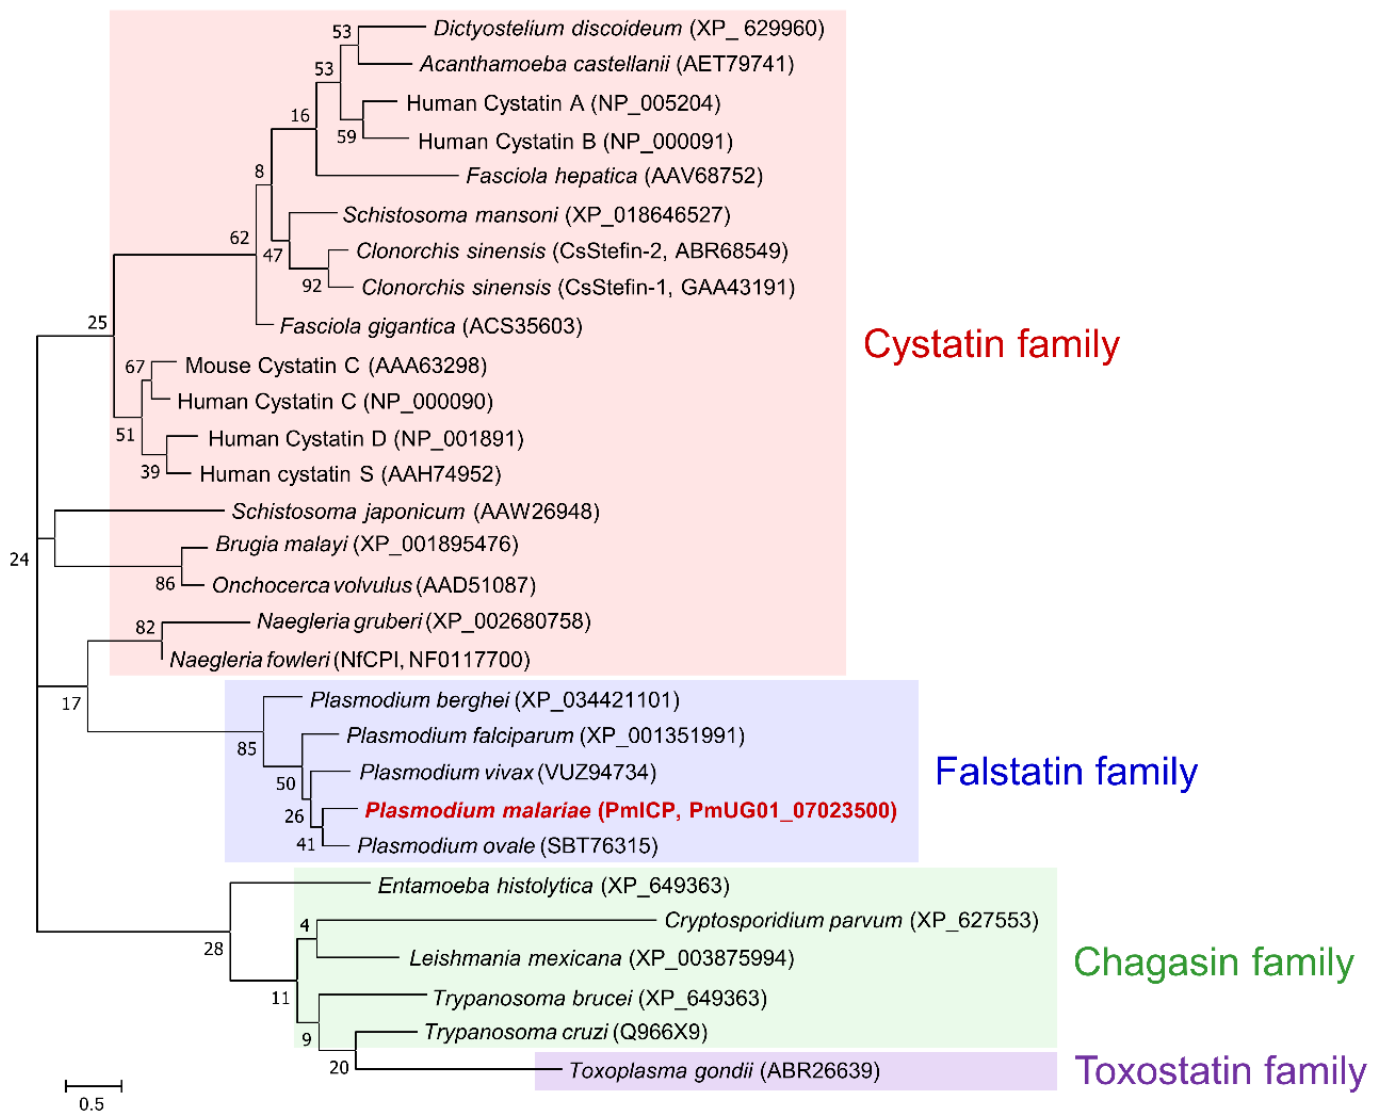 53
Dictyostelium discoideum (XP_ 629960)
Acanthamoeba castellanii (AET79741)
53
Human Cystatin A (NP_005204)
16
59
Human Cystatin B (NP_000091)
8
Fasciola hepatica (AAV68752)
Schistosoma mansoni (XP_018646527)
62
47
Clonorchis sinensis (CsStefin-2, ABR68549)
92
Clonorchis sinensis (CsStefin-1, GAA43191)
25
Fasciola gigantica (ACS35603)
Cystatin family
67
Mouse Cystatin C (AAA63298)
Human Cystatin C (NP_000090)
51
Human Cystatin D (NP_001891)
39
Human cystatin S (AAH74952)
Schistosoma japonicum (AAW26948)
24
Brugia malayi (XP_001895476)
86
Onchocerca volvulus (AAD51087)
82
Naegleria gruberi (XP_002680758)
Naegleria fowleri (NfCPI, NF0117700)
17
Plasmodium berghei (XP_034421101)
85
Plasmodium falciparum (XP_001351991)
50
Plasmodium vivax (VUZ94734)
Falstatin family
26
Plasmodium malariae (PmICP, PmUG01_07023500)
41
Plasmodium ovale (SBT76315)
Entamoeba histolytica (XP_649363)
28
4
Cryptosporidium parvum (XP_627553)
Leishmania mexicana (XP_003875994)
Chagasin family
11
Trypanosoma brucei (XP_649363)
9
Trypanosoma cruzi (Q966X9)
20
Toxoplasma gondii (ABR26639)
Toxostatin family
0.5